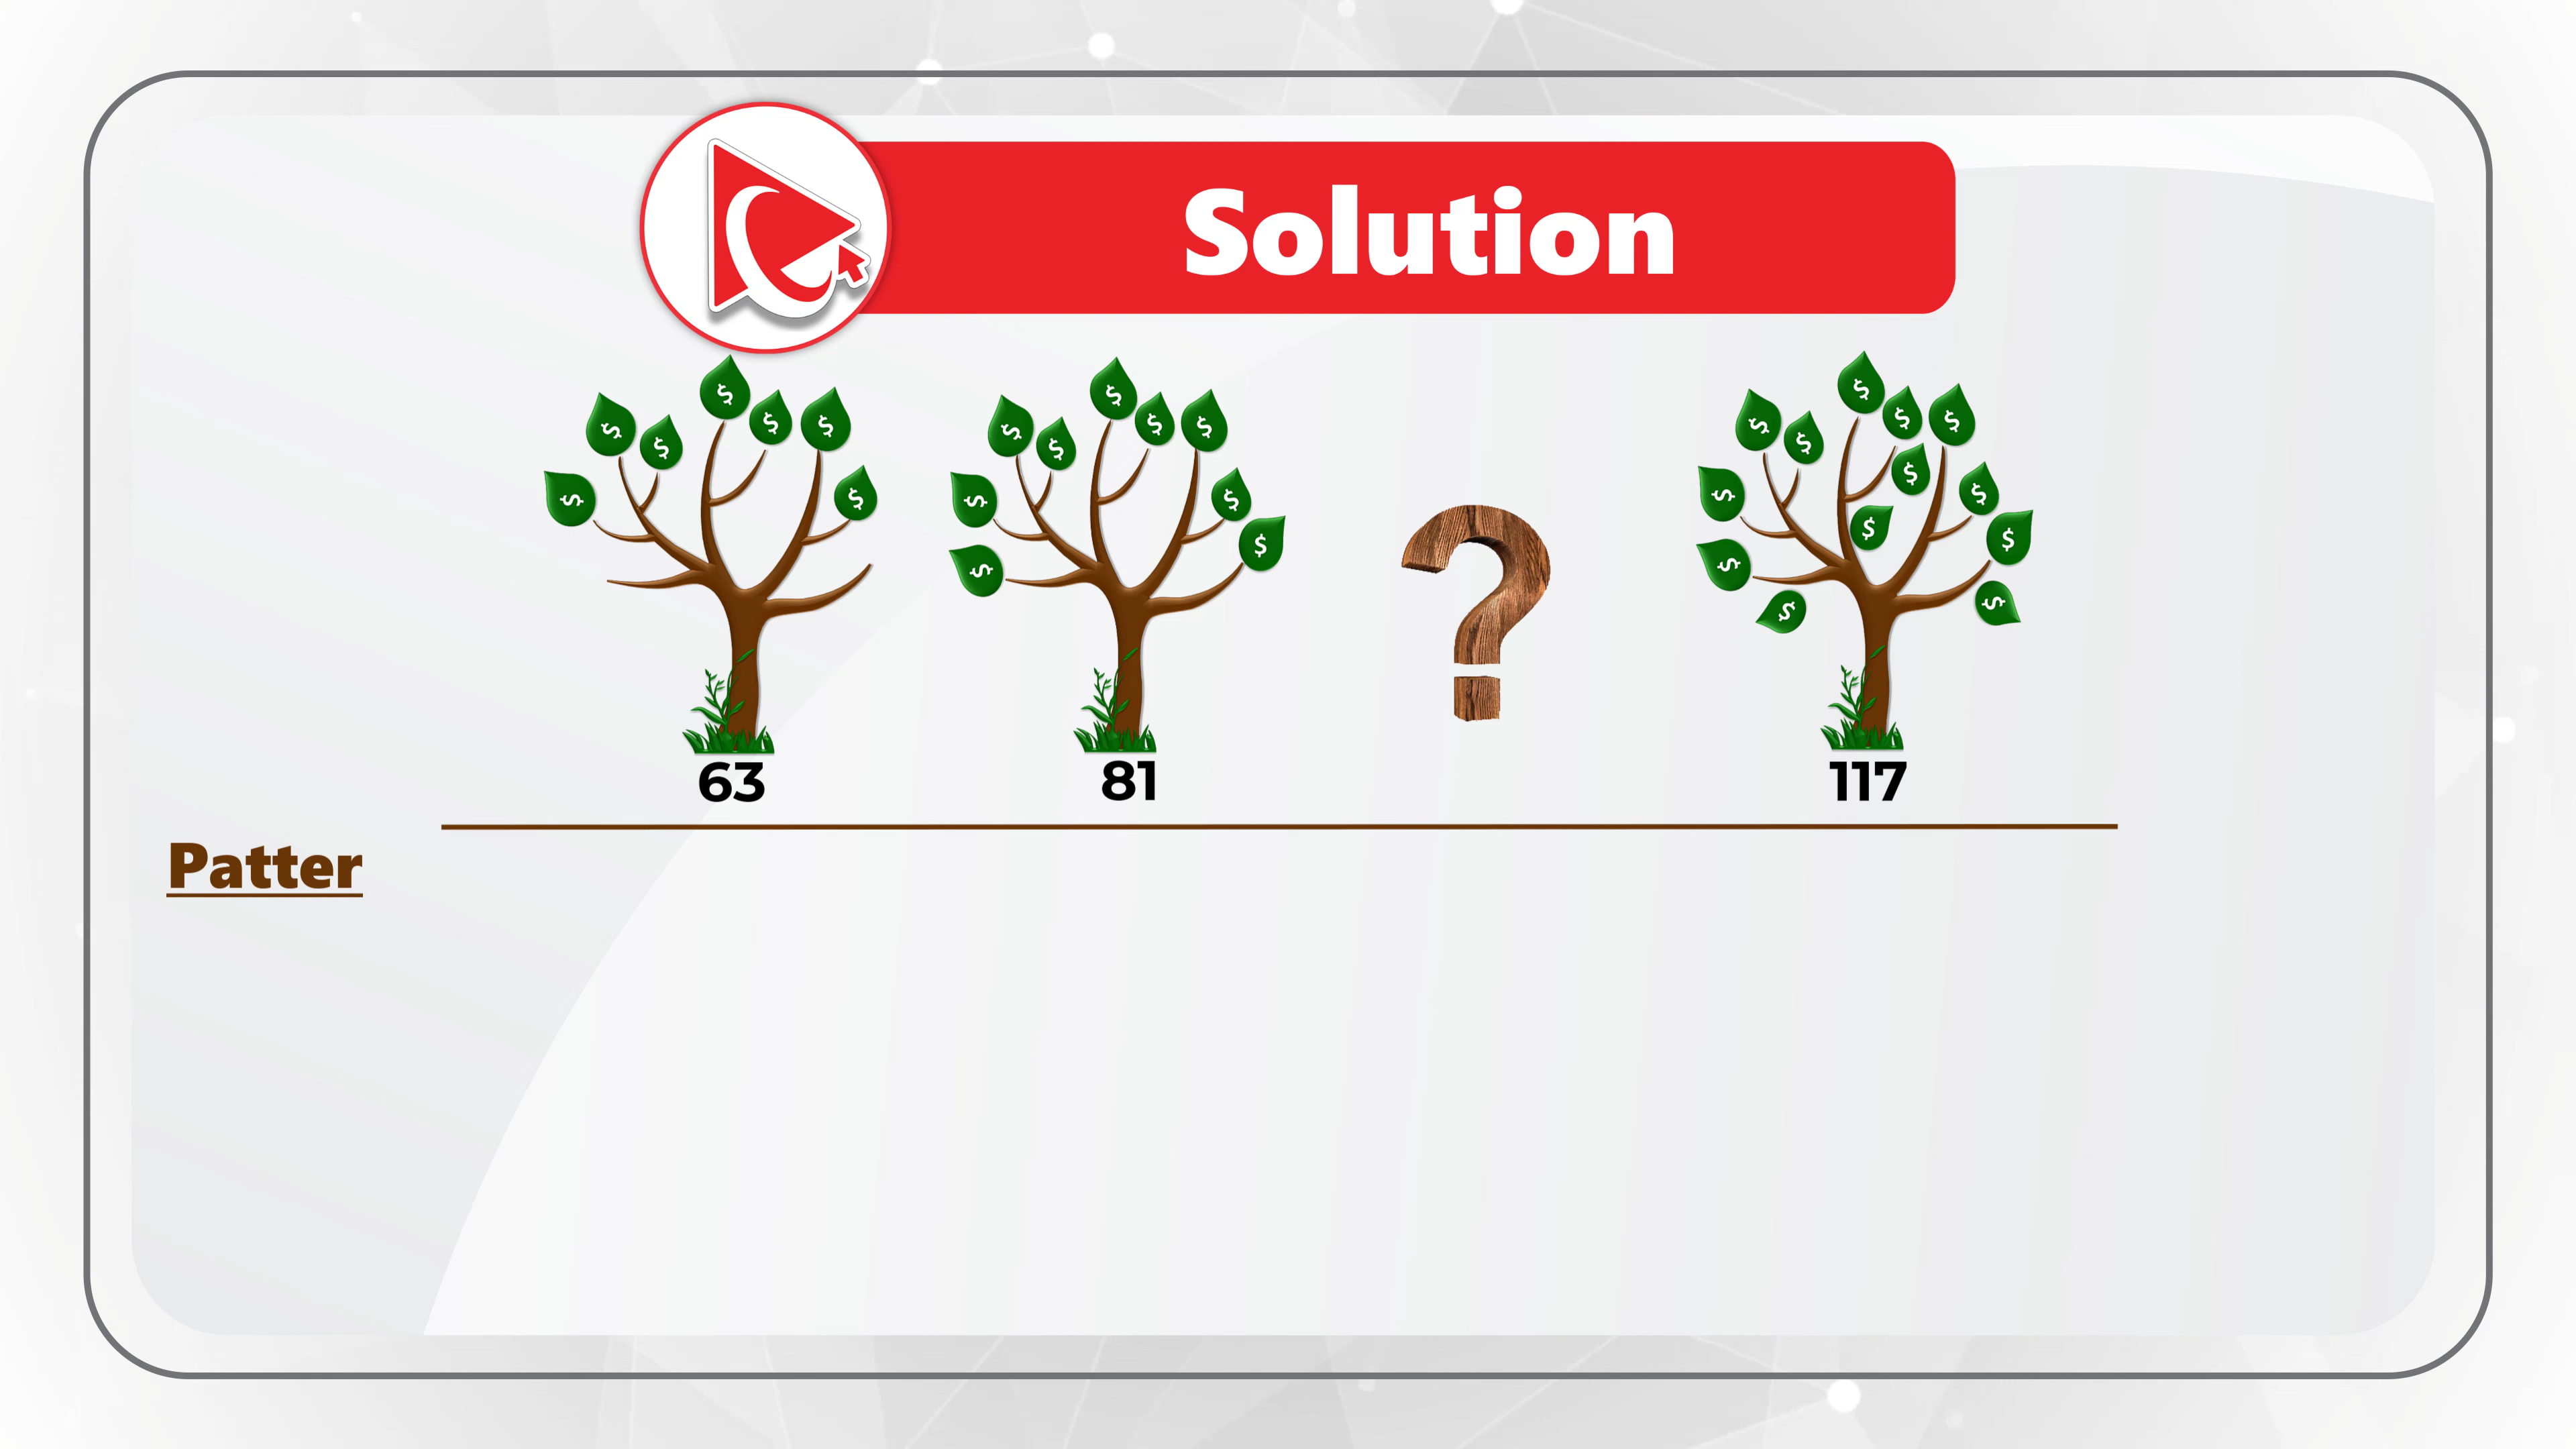 Solution
$ $ $ $ $ $ $
$ $ $ $ $ $ $ $ $
?
$ $ $ $ $ $ $ $ $ $ $ $ $
63 81 117
Patter